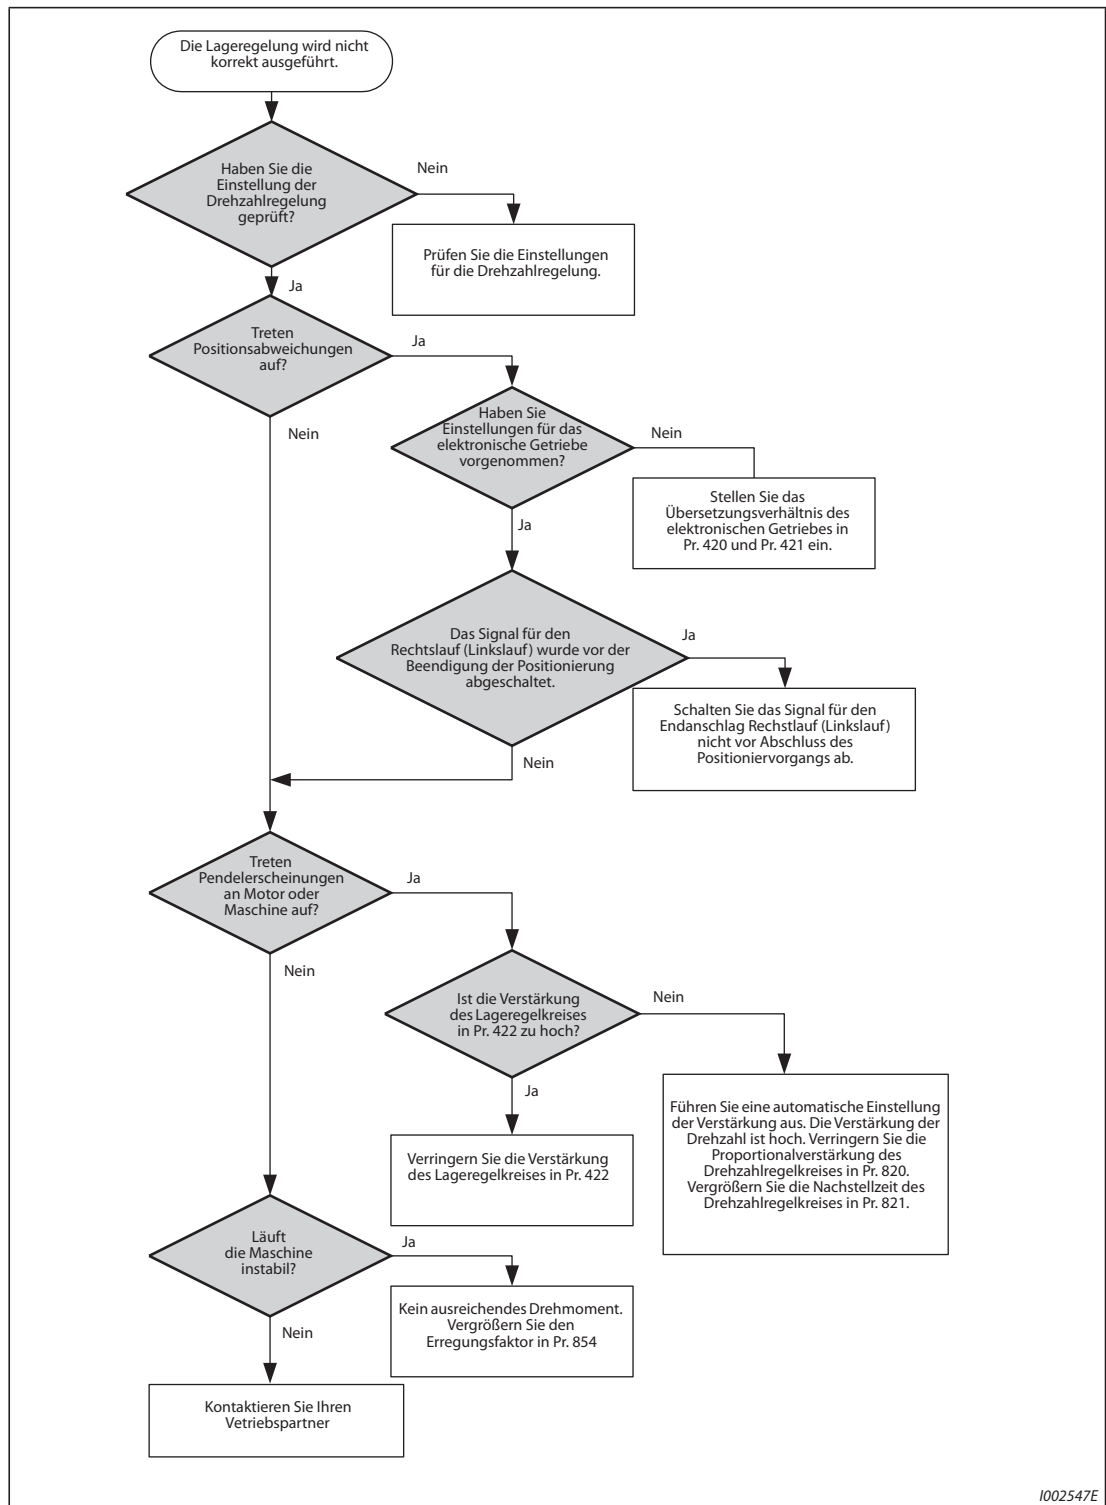 Die Lageregelung wird nicht
korrekt ausgeführt.
Haben Sie die
Einstellung der
Drehzahlregelung
geprüft?
Nein
Prüfen Sie die Einstellungen
für die Drehzahlregelung.
Ja
Treten
Positionsabweichungen
auf?
Ja
Nein
Haben Sie
Einstellungen für das
elektronische Getriebe
vorgenommen?
Nein
Stellen Sie das
Übersetzungsverhältnis des
elektronischen Getriebes in
Pr. 420 und Pr. 421 ein.
Ja
Das Signal für den
Rechtslauf (Linkslauf) wurde vor der
Beendigung der Positionierung
abgeschaltet.
Ja
Schalten Sie das Signal für den
Endanschlag Rechstlauf (Linkslauf)
nicht vor Abschluss des
Positioniervorgangs ab.
Nein
Treten
Pendelerscheinungen
an Motor oder
Maschine auf?
Ja
Nein
Ist die Verstärkung
des Lageregelkreises
in Pr. 422 zu hoch?
Nein
Ja
Führen Sie eine automatische Einstellung
der Verstärkung aus. Die Verstärkung der
Drehzahl ist hoch. Verringern Sie die
Proportionalverstärkung des
Drehzahlregelkreises in Pr. 820.
Vergrößern Sie die Nachstellzeit des
Drehzahlregelkreises in Pr. 821.
Verringern Sie die Verstärkung
des Lageregelkreises in Pr. 422
Läuft
die Maschine
instabil?
Ja
Kein ausreichendes Drehmoment.
Vergrößern Sie den
Erregungsfaktor in Pr. 854
Nein
Kontaktieren Sie Ihren
Vetriebspartner
I002547E